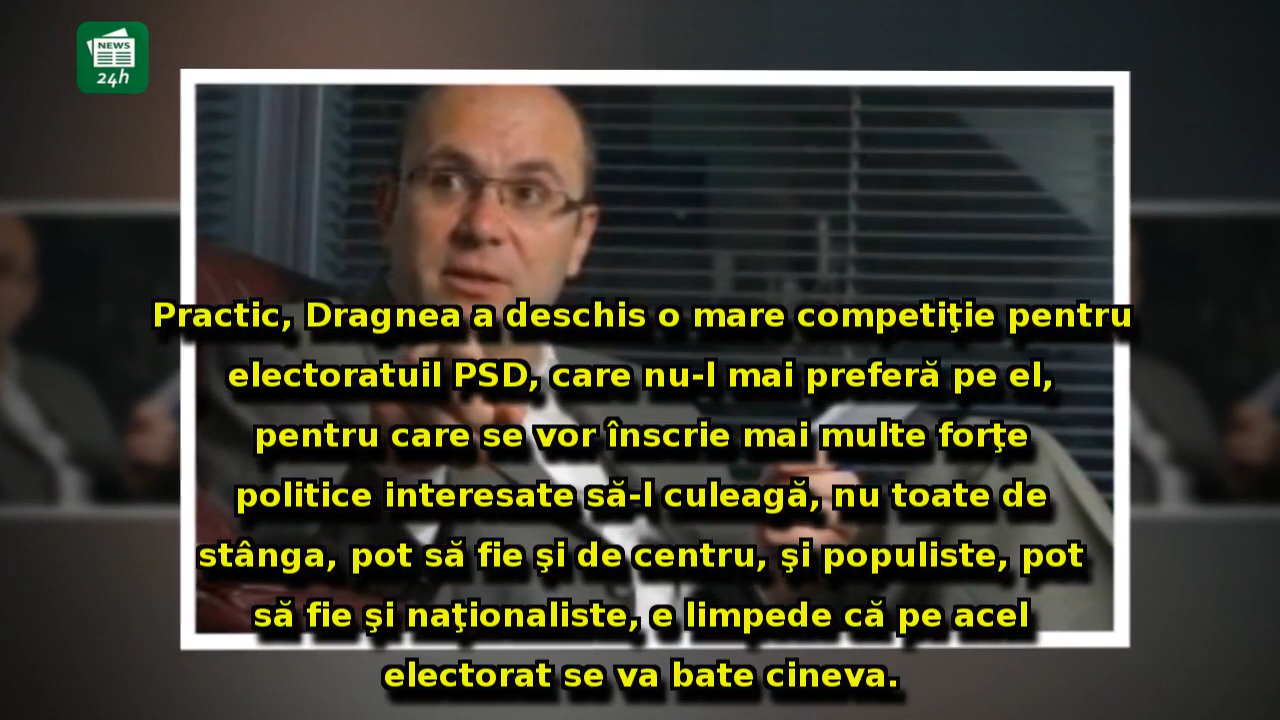 NEWS
24h
Practic, Dragnea a deschis o mare competiţie pentru
electoratuil PSD, care nu-l mai preferă pe el,
pentru care se vor înscrie mai multe forţe
politice interesate să-l culeagă, nu toate de
stânga, pot să fie şi de centru, şi populiste, pot
să fie şi naţionaliste, e limpede că pe acel
electorat se va bate cineva.